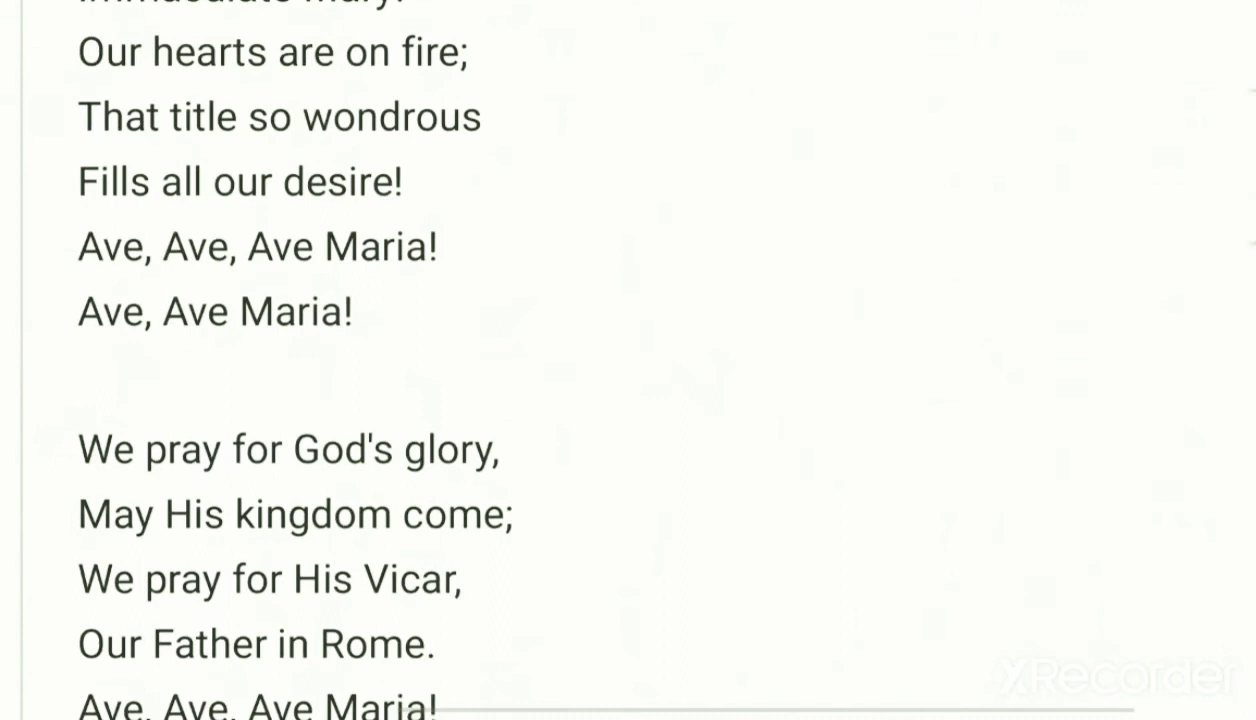 Immaculate Mary!
Our hearts are on fire;
That title so wondrous
Fills all our desire!
Ave, Ave, Ave Maria!
Ave, Ave Maria!
We pray for God's glory,
May His kingdom come;
We pray for His Vicar,
Our Father in Rome.
Ave, Ave, Ave Maria!
XRecorder